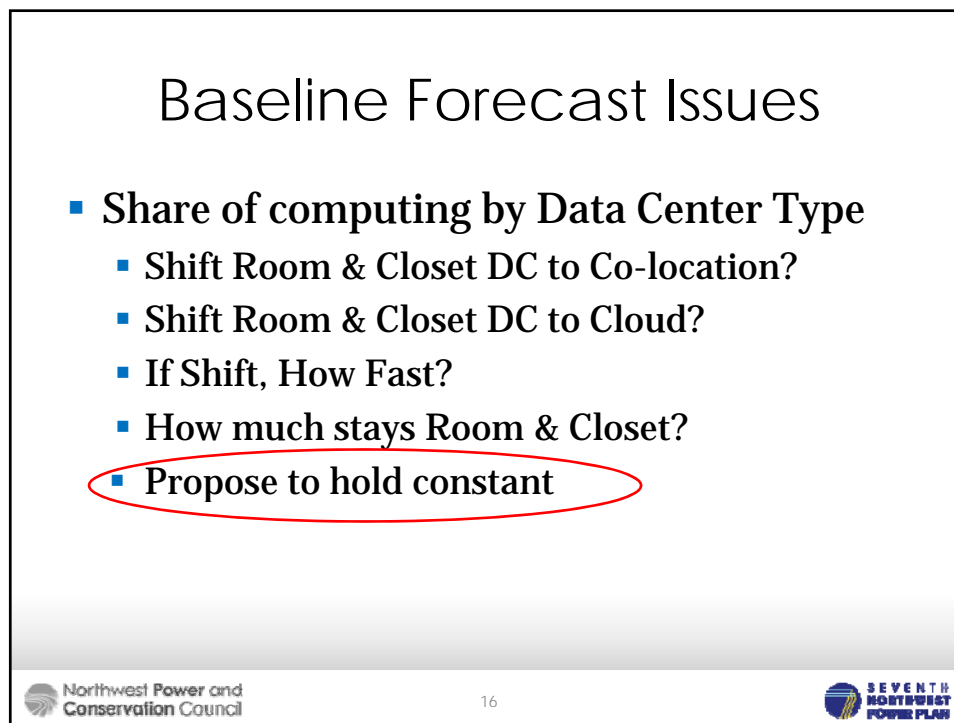 Baseline Forecast Issues
▪ Share of computing by Data Center Type
▪ Shift Room & Closet DC to Co-location?
▪ Shift Room & Closet DC to Cloud?
▪ If Shift, How Fast?
▪ How much stays Room & Closet?
▪ Propose to hold constant
Northwest Power and
Conservation Council
16
SEVENTH
NORTHWEST
POWER PLAN